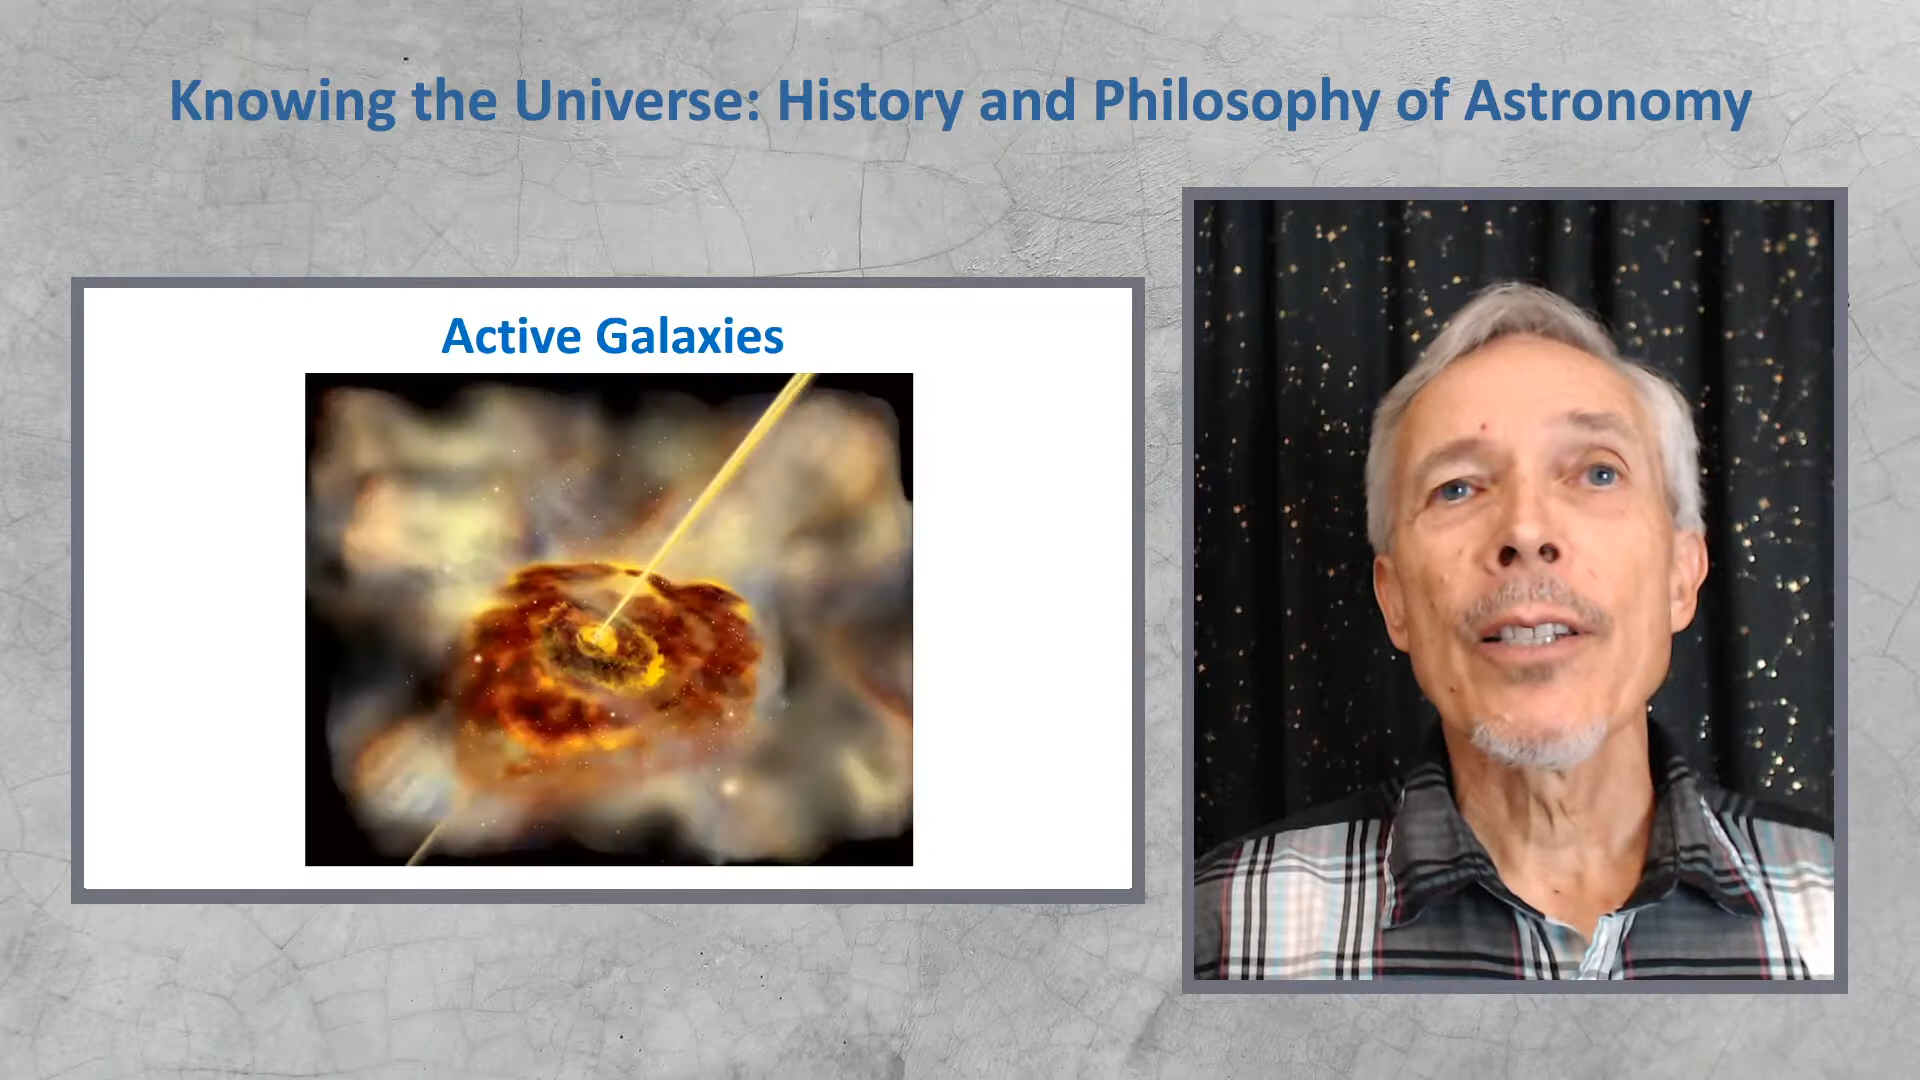 Knowing the Universe: History and Philosophy of Astronomy
Active Galaxies